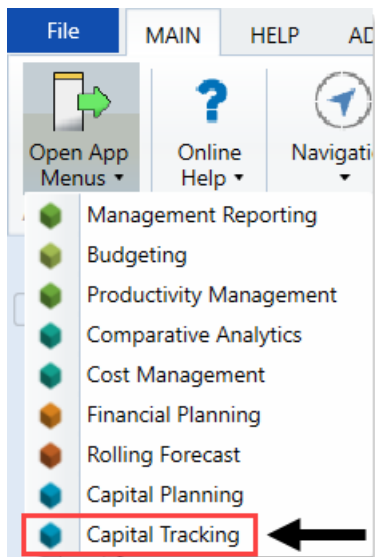 File MAIN HELP AD
Open App Online Navigati
Menus Help
Management Reporting
Budgeting
Productivity Management
Comparative Analytics
Cost Management
Financial Planning
Rolling Forecast
Capital Planning
Capital Tracking